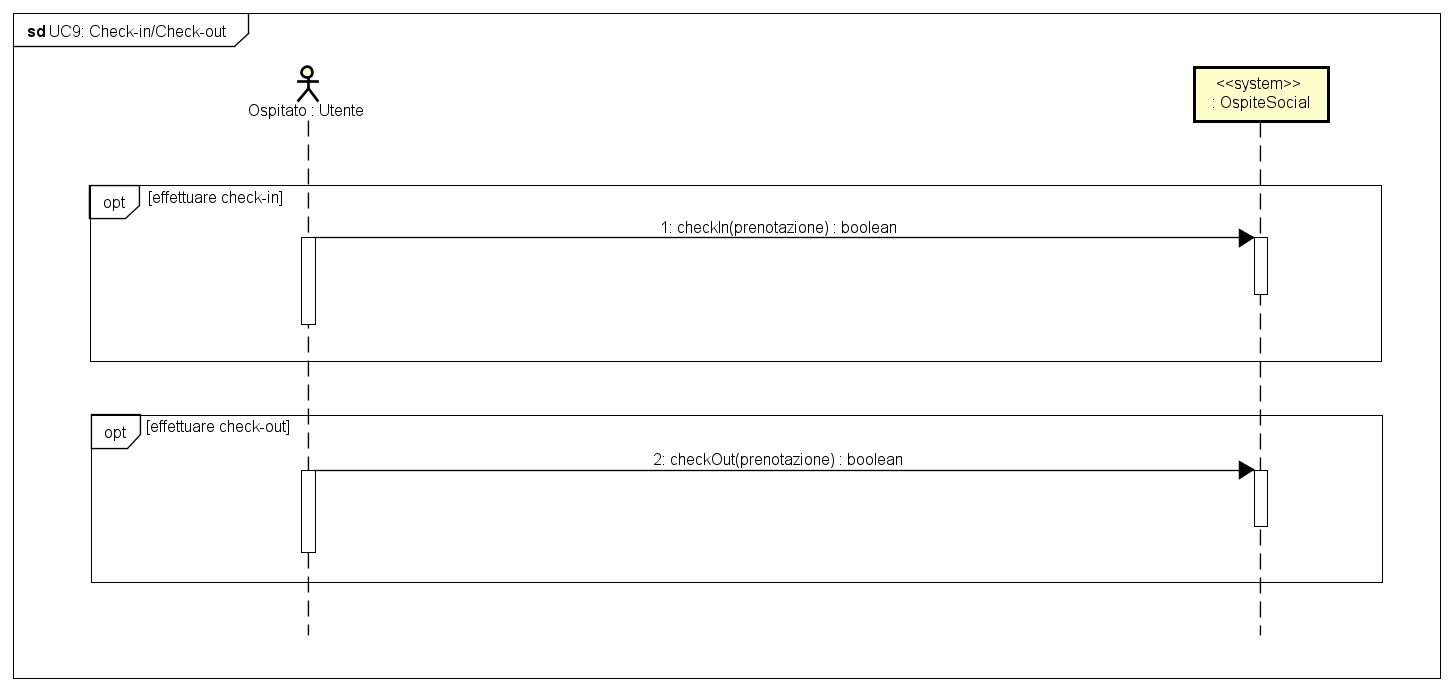 sd UC9: Check-in/Check-out
Ospitato : Utente
<<system>>
: OspiteSocial
opt
[effettuare check-in]
1: checkIn(prenotazione) : boolean
opt
[effettuare check-out]
2: checkOut(prenotazione) : boolean